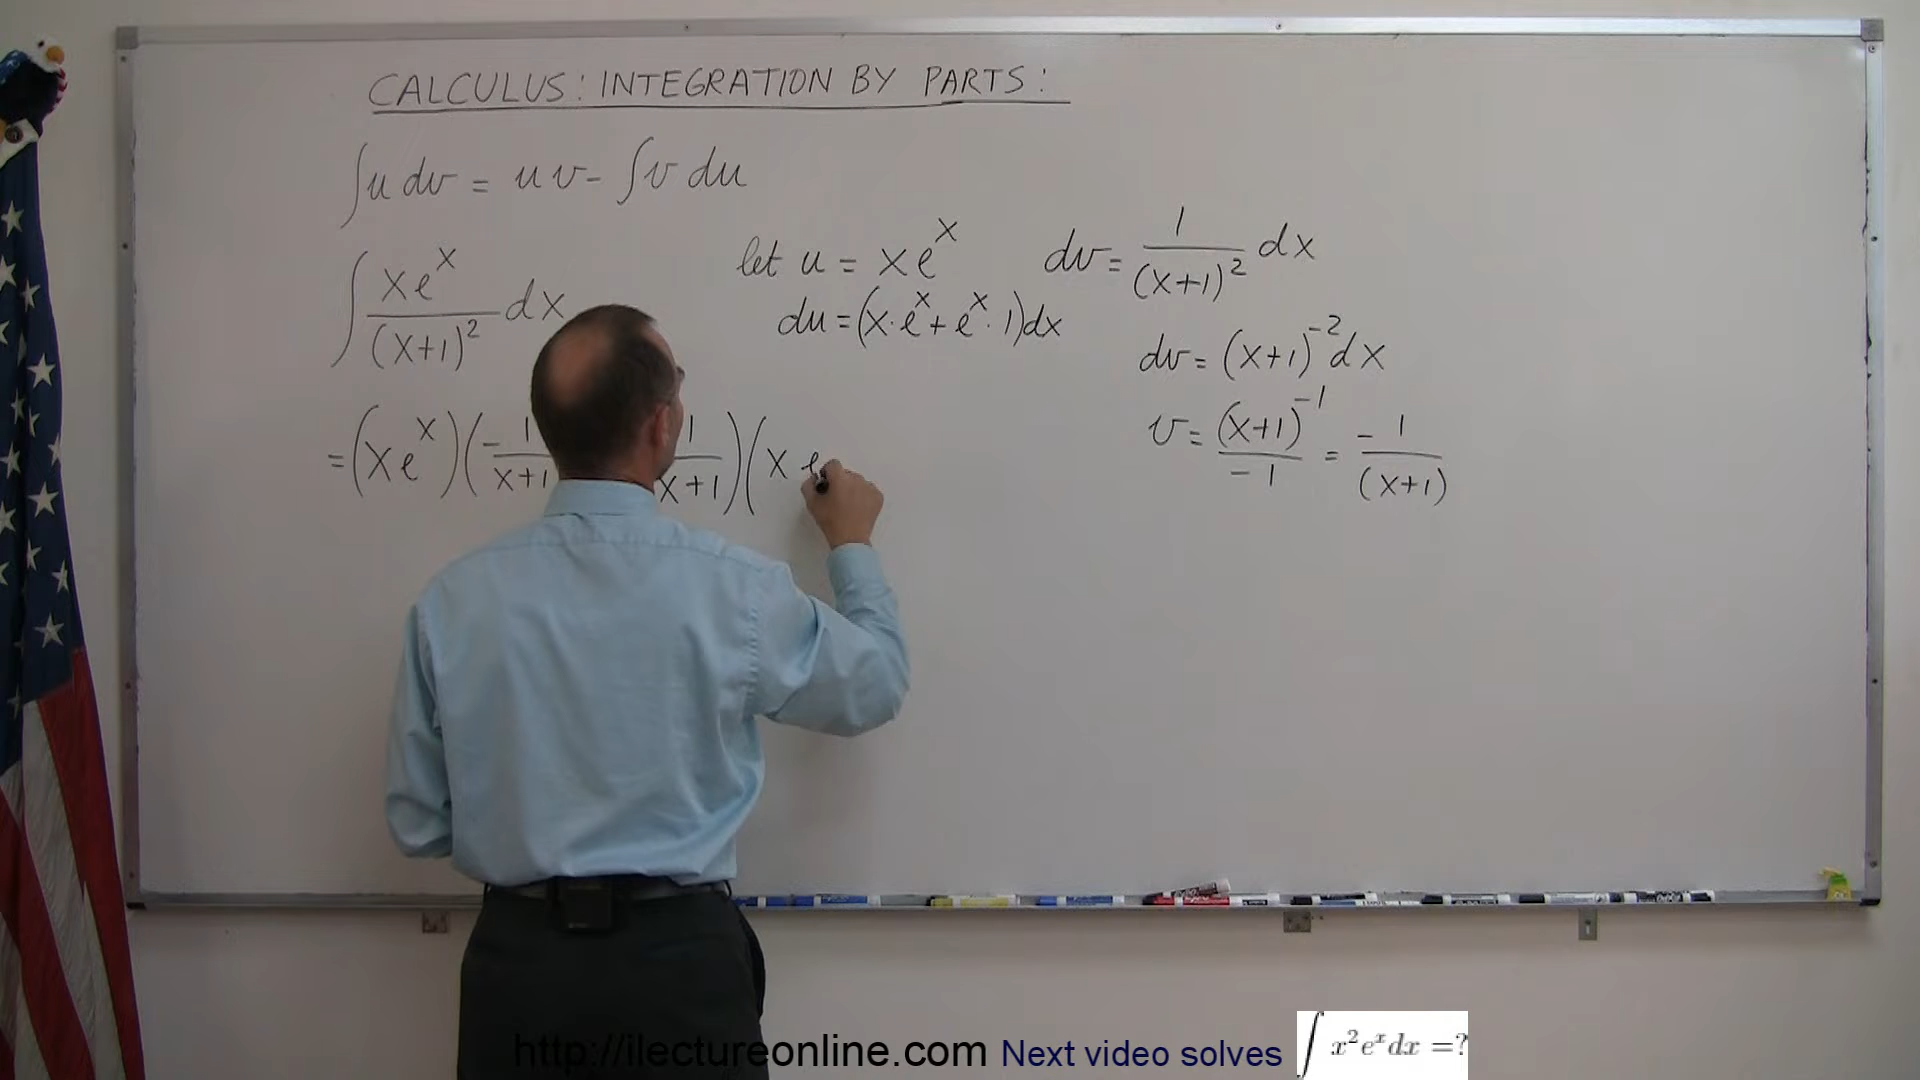 CALCULUS: INTEGRATION BY PARTS:
∫u dv = uv - ∫v du
∫ xe^x/(x+1)^2 dx
let u = xe^x
du = (x·e^x + e^x·1)dx
dv = 1/(x+1)^2 dx
dv = (x+1)^-2 dx
v = (x+1)^-1/-1 = -1/(x+1)
= (xe^x)(-1/x+1 1/x+1)(x e
http://ilectureonline.com Next video solves ∫ x^2e^x dx =?